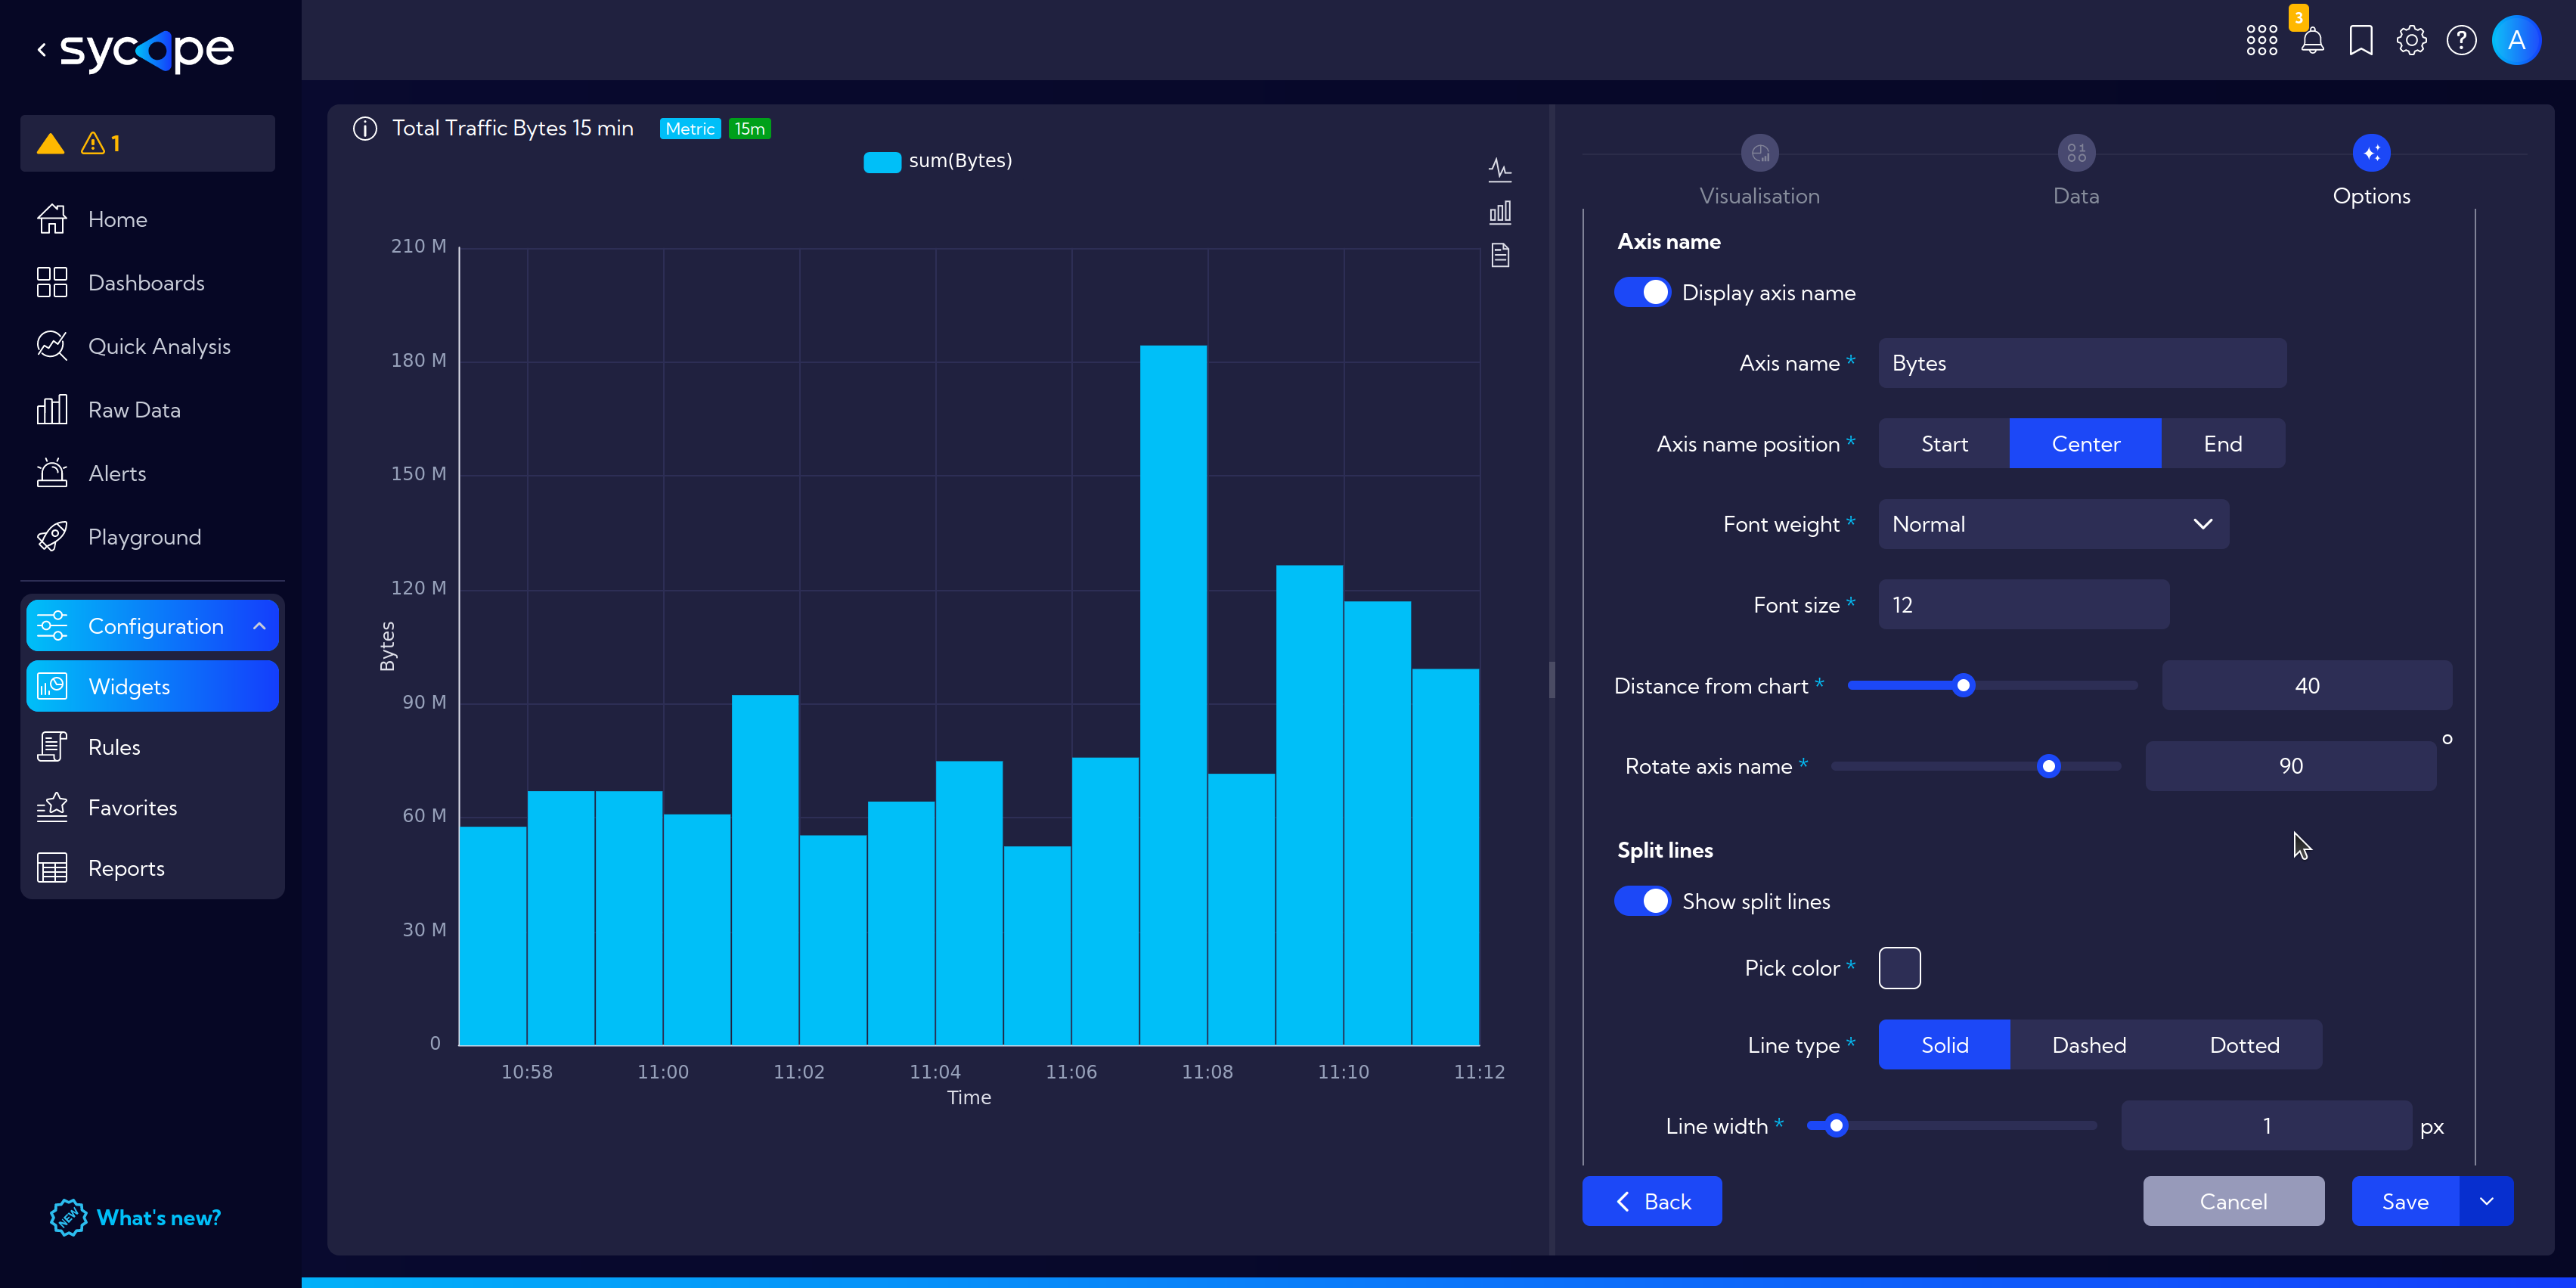 sycope
3
A
1
Home
Dashboards
Quick Analysis
Raw Data
Alerts
Playground
Configuration
Widgets
Rules
Favorites
Reports
NEW
What's new?
Total Traffic Bytes 15 min Metric 15m
sum(Bytes)
210 M
180 M
150 M
120 M
90 M
60 M
30 M
0
Bytes
10:58 11:00 11:02 11:04 11:06 11:08 11:10 11:12
Time
Visualisation Data Options
Axis name
Display axis name
Axis name * Bytes
Axis name position * Start Center End
Font weight * Normal
Font size * 12
Distance from chart * 40
Rotate axis name * 90 °
Split lines
Show split lines
Pick color *
Line type * Solid Dashed Dotted
Line width * 1 px
Back Cancel Save